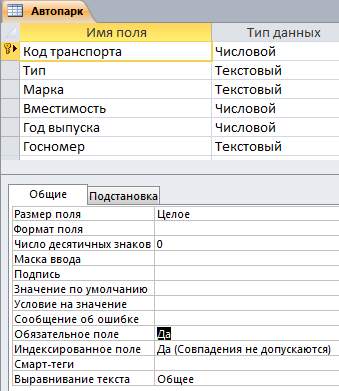 Автопарк
Имя поля Тип данных
Код транспорта Числовой
Тип Текстовый
Марка Текстовый
Вместимость Числовой
Год выпуска Числовой
Госномер Текстовый
Общие Подстановка
Размер поля Целое
Формат поля
Число десятичных знаков 0
Маска ввода
Подпись
Значение по умолчанию
Условие на значение
Сообщение об ошибке
Обязательное поле Да
Индексированное поле Да (Совпадения не допускаются)
Смарт-теги
Выравнивание текста Общее